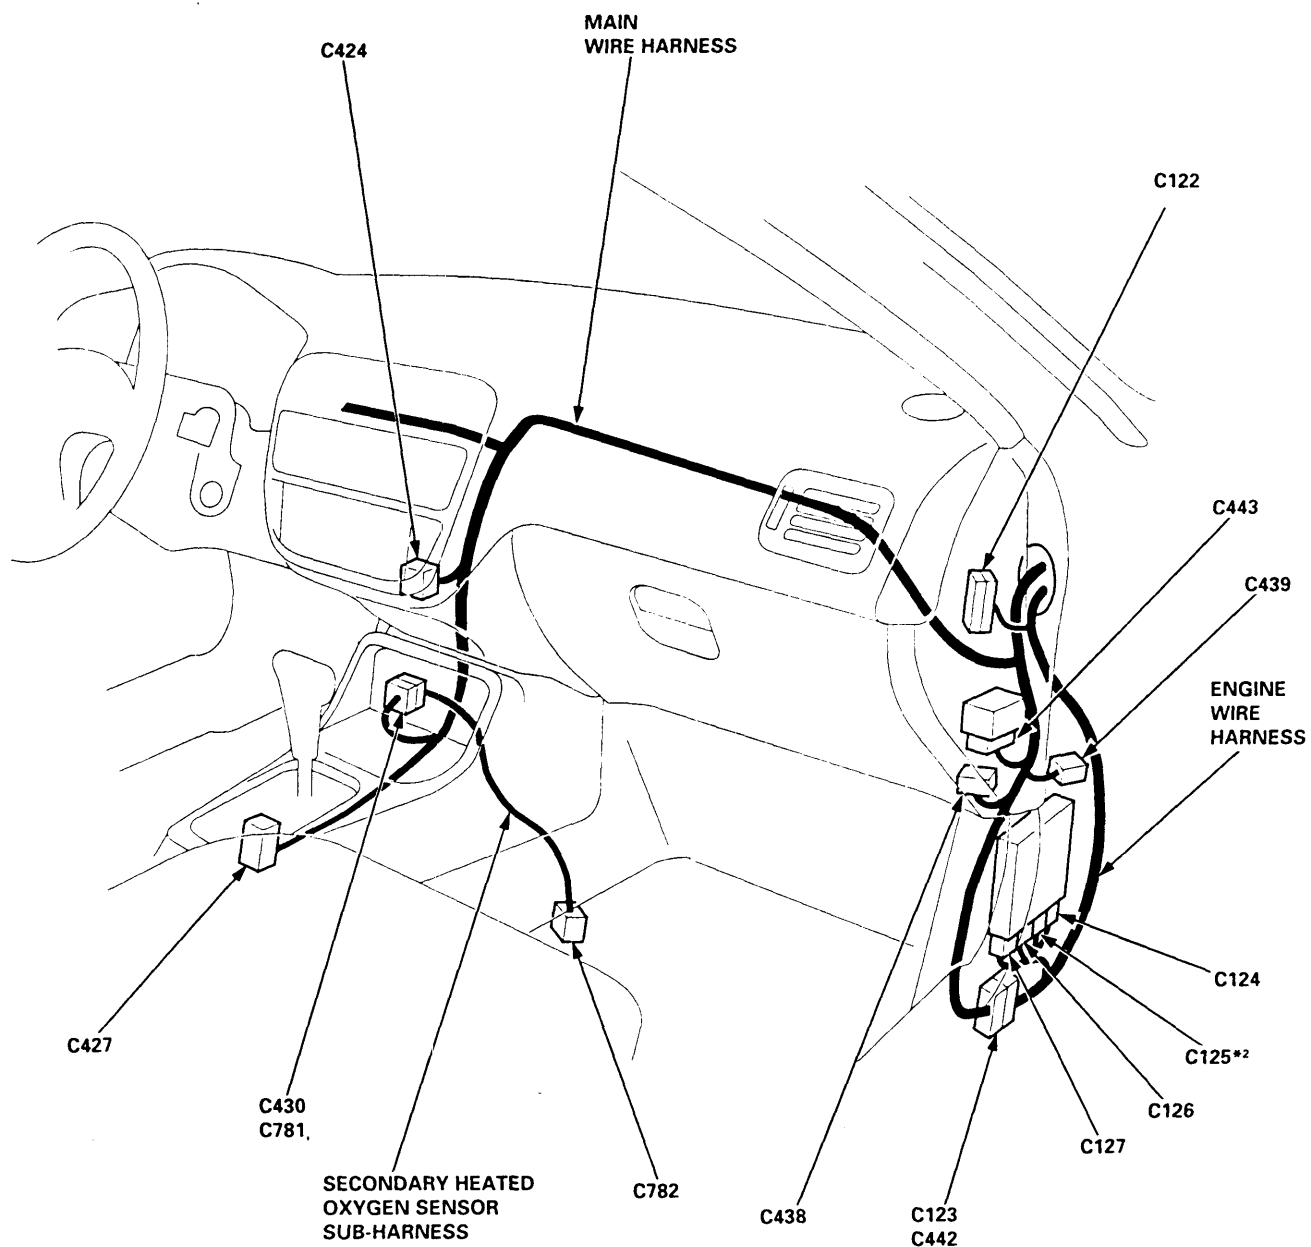 MAIN
WIRE HARNESS
C424
C122
C443
C439
ENGINE
WIRE
HARNESS
C124
C427
C125*2
C430
C781
C126
C127
SECONDARY HEATED
OXYGEN SENSOR
SUB-HARNESS
C782
C438
C123
C442